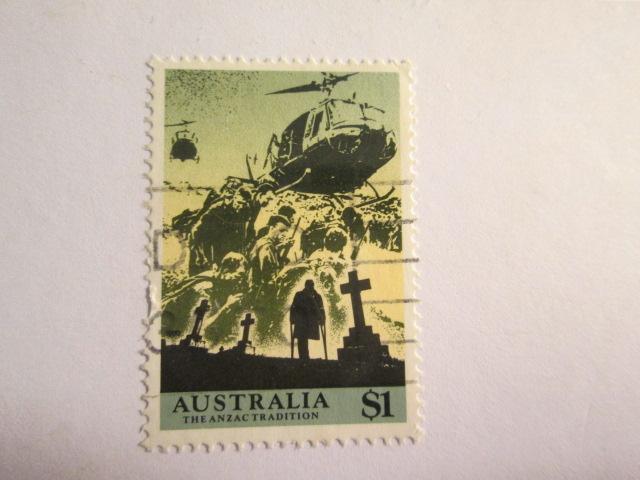 AUSTRALIA $1
THE ANZAC TRADITION